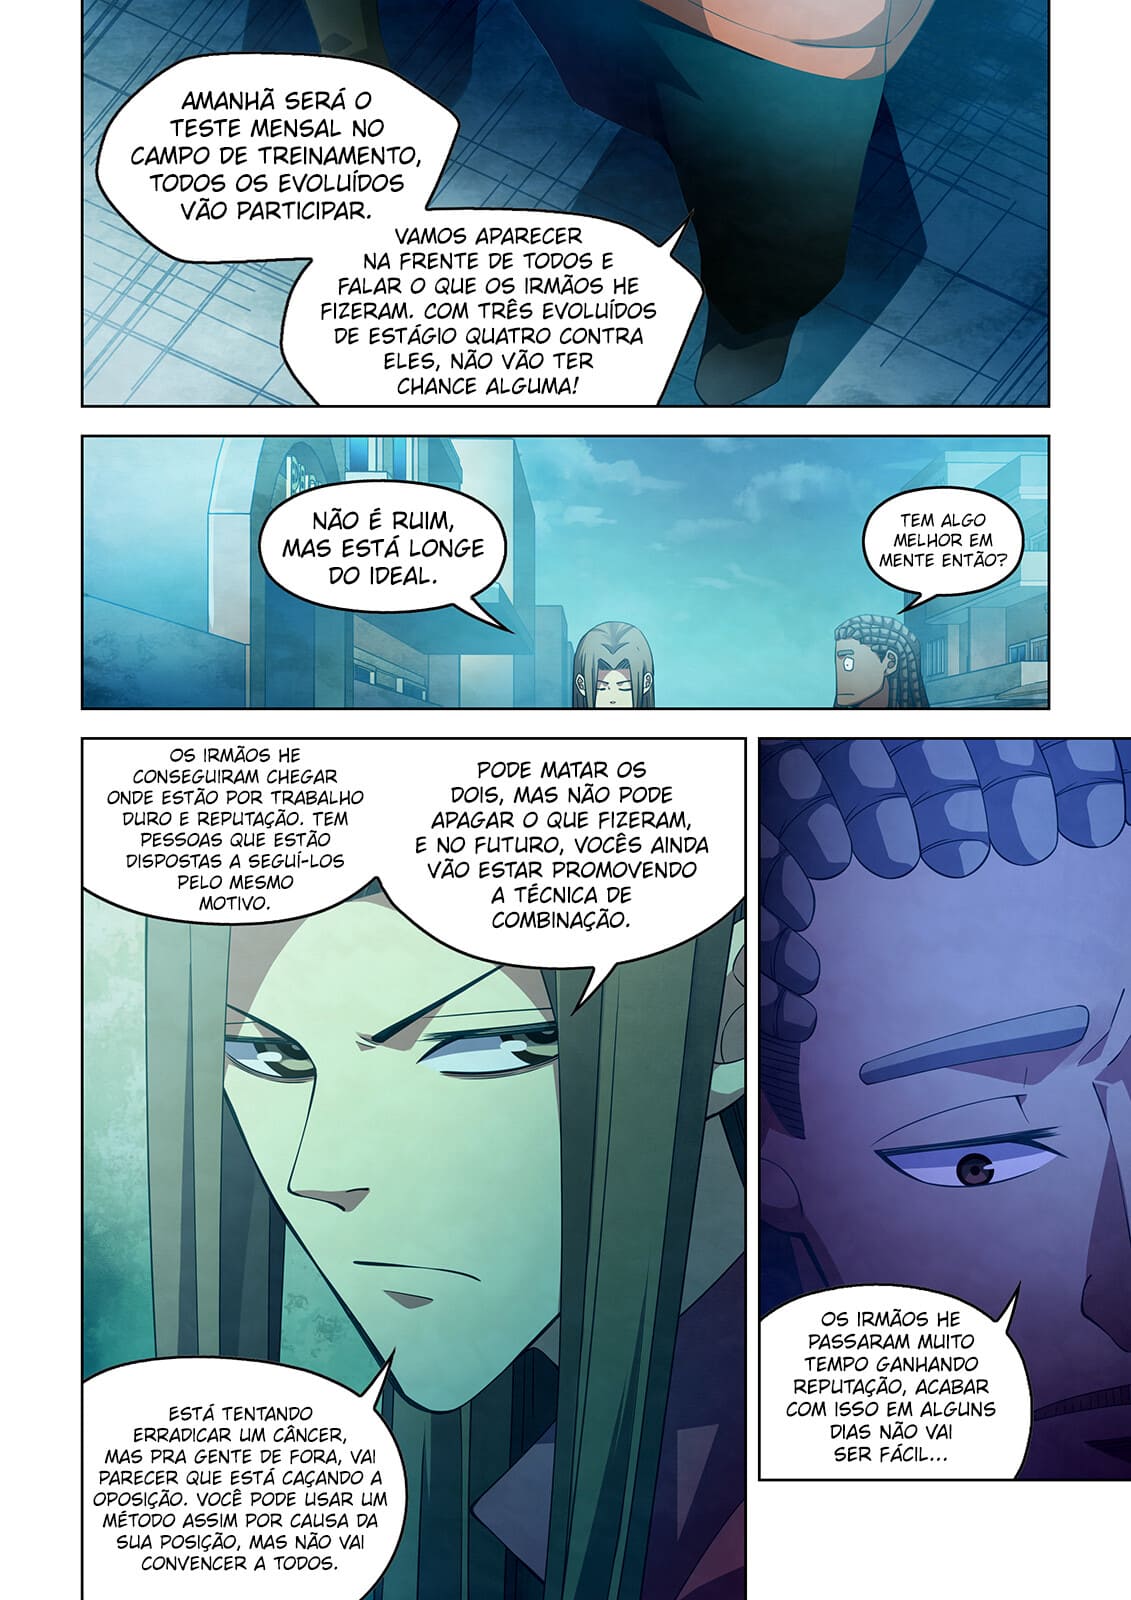 AMANHÃ SERÁ O
TESTE MENSAL NO
CAMPO DE TREINAMENTO,
TODOS OS EVOLUÍDOS
VÃO PARTICIPAR.
VAMOS APARECER
NA FRENTE DE TODOS E
FALAR O QUE OS IRMÃOS HE
FIZERAM. COM TRÊS EVOLUÍDOS
DE ESTÁGIO QUATRO CONTRA
ELES, NÃO VÃO TER
CHANCE ALGUMA!
NÃO É RUIM,
MAS ESTÁ LONGE
DO IDEAL.
TEM ALGO
MELHOR EM
MENTE ENTÃO?
OS IRMÃOS HE
CONSEGUIRAM CHEGAR
ONDE ESTÃO POR TRABALHO
DURO E REPUTAÇÃO. TEM
PESSOAS QUE ESTÃO
DISPOSTAS A SEGUÍ-LOS
PELO MESMO
MOTIVO.
PODE MATAR OS
DOIS, MAS NÃO PODE
APAGAR O QUE FIZERAM,
E NO FUTURO, VOCÊS AINDA
VÃO ESTAR PROMOVENDO
A TÉCNICA DE
COMBINAÇÃO.
OS IRMÃOS HE
PASSARAM MUITO
TEMPO GANHANDO
REPUTAÇÃO, ACABAR
COM ISSO EM ALGUNS
DIAS NÃO VAI
SER FÁCIL...
ESTÁ TENTANDO
ERRADICAR UM CÂNCER,
MAS PRA GENTE DE FORA, VAI
PARECER QUE ESTÁ CAÇANDO A
OPOSIÇÃO. VOCÊ PODE USAR UM
MÉTODO ASSIM POR CAUSA DA
SUA POSIÇÃO, MAS NÃO VAI
CONVENCER A TODOS.